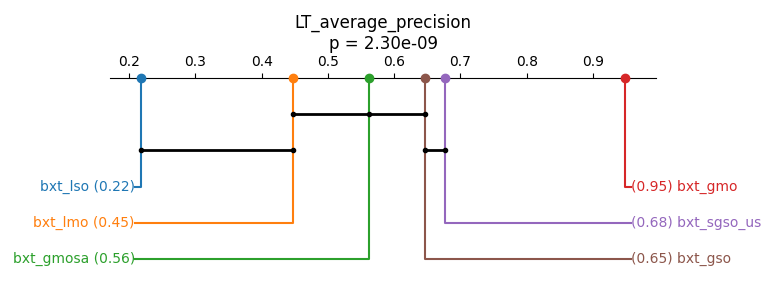 LT_average_precision
p = 2.30e-09
0.2 0.3 0.4 0.5 0.6 0.7 0.8 0.9
bxt_lso (0.22) (0.95) bxt_gmo
bxt_lmo (0.45) (0.68) bxt_sgso_us
bxt_gmosa (0.56) (0.65) bxt_gso